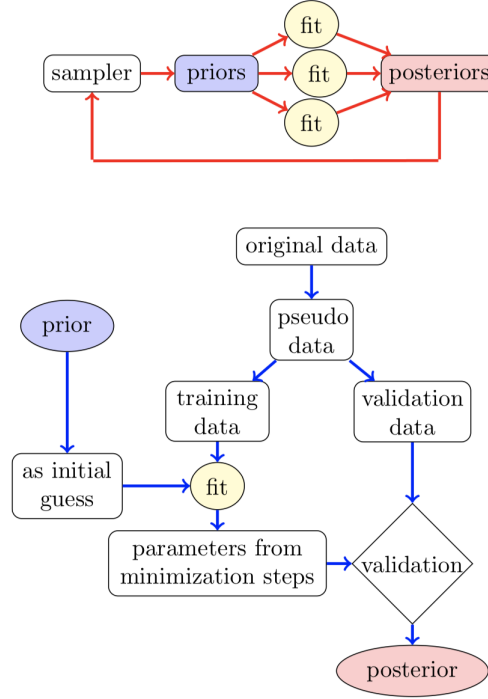 fit
sampler
priors
fit
posteriors
fit
original data
pseudo
data
prior
training
data
validation
data
as initial
guess
fit
parameters from
minimization steps
validation
posterior